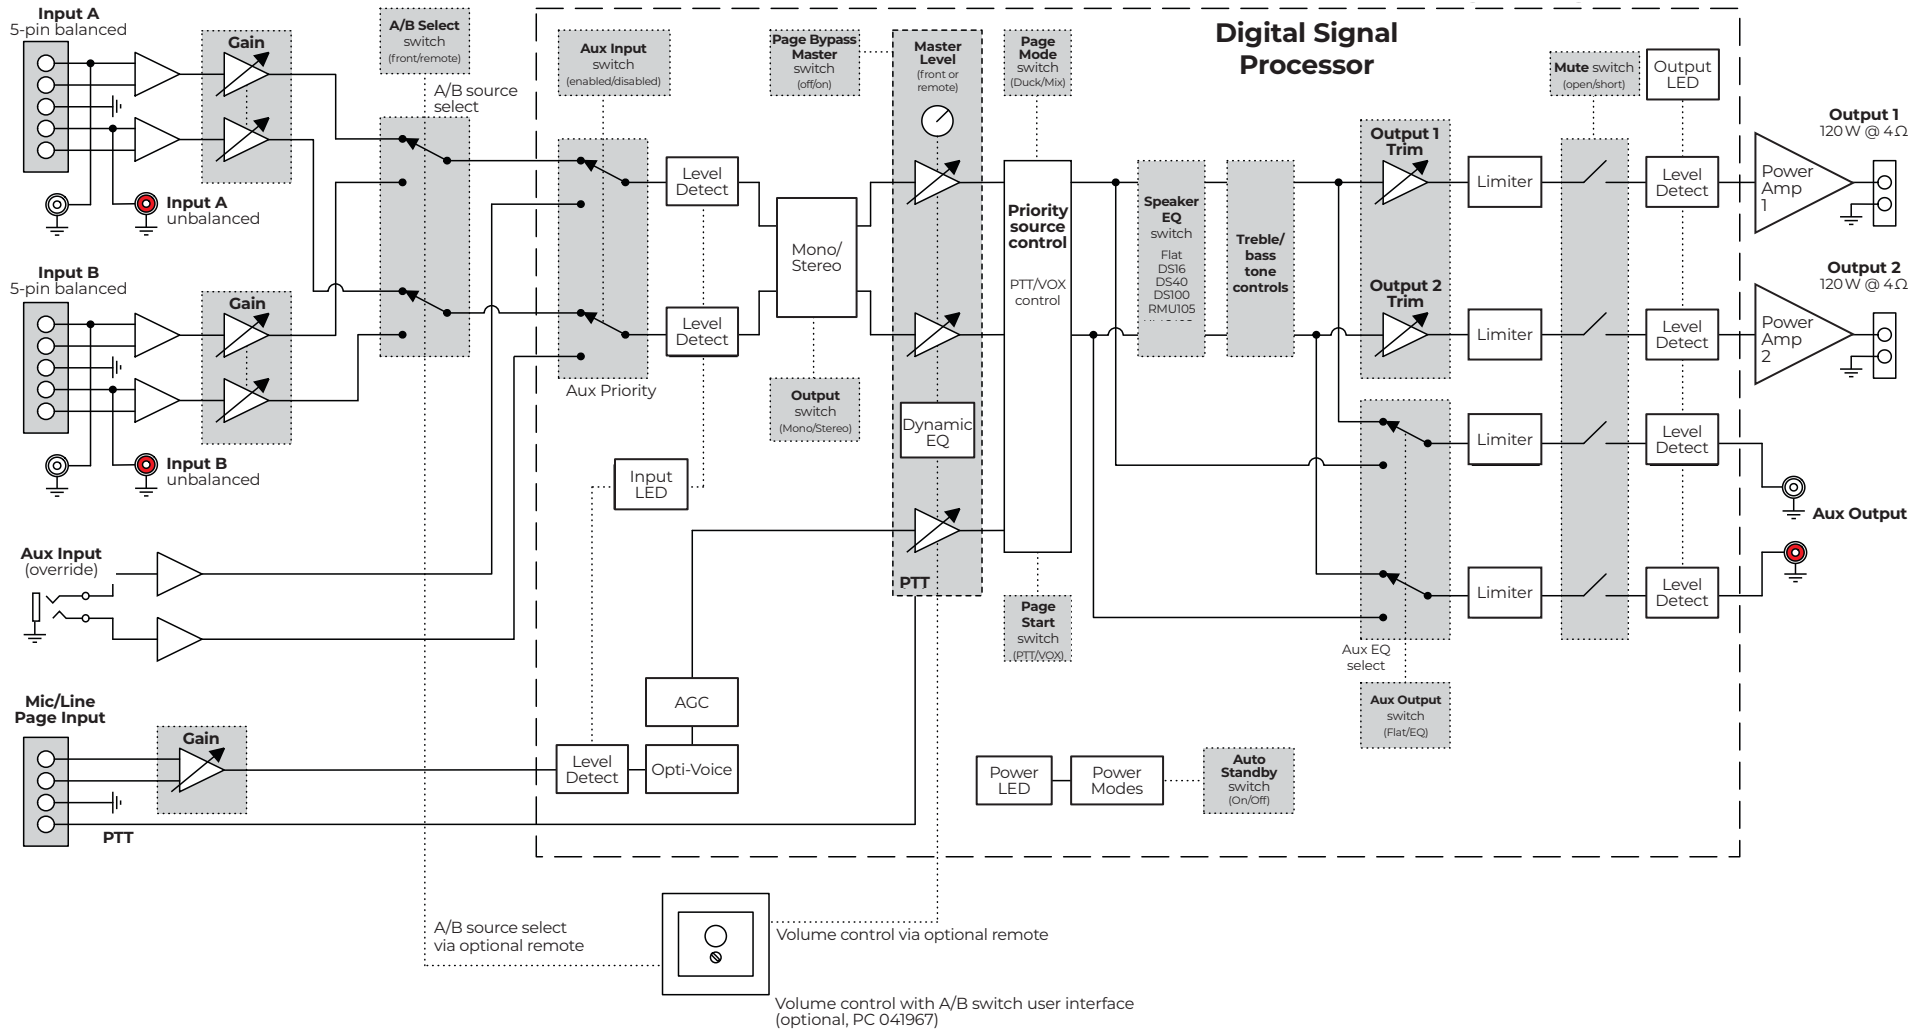 Digital Signal
Processor
Input A
5-pin balanced
Gain
Input A
unbalanced
Input B
5-pin balanced
Gain
Input B
unbalanced
Aux Input
(override)
Mic/Line
Page Input
Gain
PTT
A/B Select
switch
(front/remote)
A/B source
select
Aux Input
switch
(enabled/disabled)
Aux Priority
Level
Detect
Level
Detect
Input
LED
AGC
Level
Detect
Opti-Voice
Page Bypass
Master
switch
(off/on)
Mono/
Stereo
Output
switch
(Mono/Stereo)
Master
Level
(front or
remote)
Dynamic
EQ
PTT
Page
Mode
switch
(Duck/Mix)
Priority
source
control
PTT/VOX
control
Page
Start
switch
(PTT/VOX)
Speaker
EQ
switch
Flat
DS16
DS40
DS100
RMU105
Treble/
bass
tone
controls
Output 1
Trim
Output 2
Trim
Aux EQ
select
Aux Output
switch
(Flat/EQ)
Limiter
Limiter
Limiter
Limiter
Mute switch
(open/short)
Output
LED
Level
Detect
Level
Detect
Level
Detect
Level
Detect
Power
Amp
1
Power
Amp
2
Output 1
120W @ 4Ω
Output 2
120W @ 4Ω
Aux Output
Power
LED
Power
Modes
Auto
Standby
switch
(On/Off)
A/B source select
via optional remote
Volume control via optional remote
Volume control with A/B switch user interface
(optional, PC 041967)